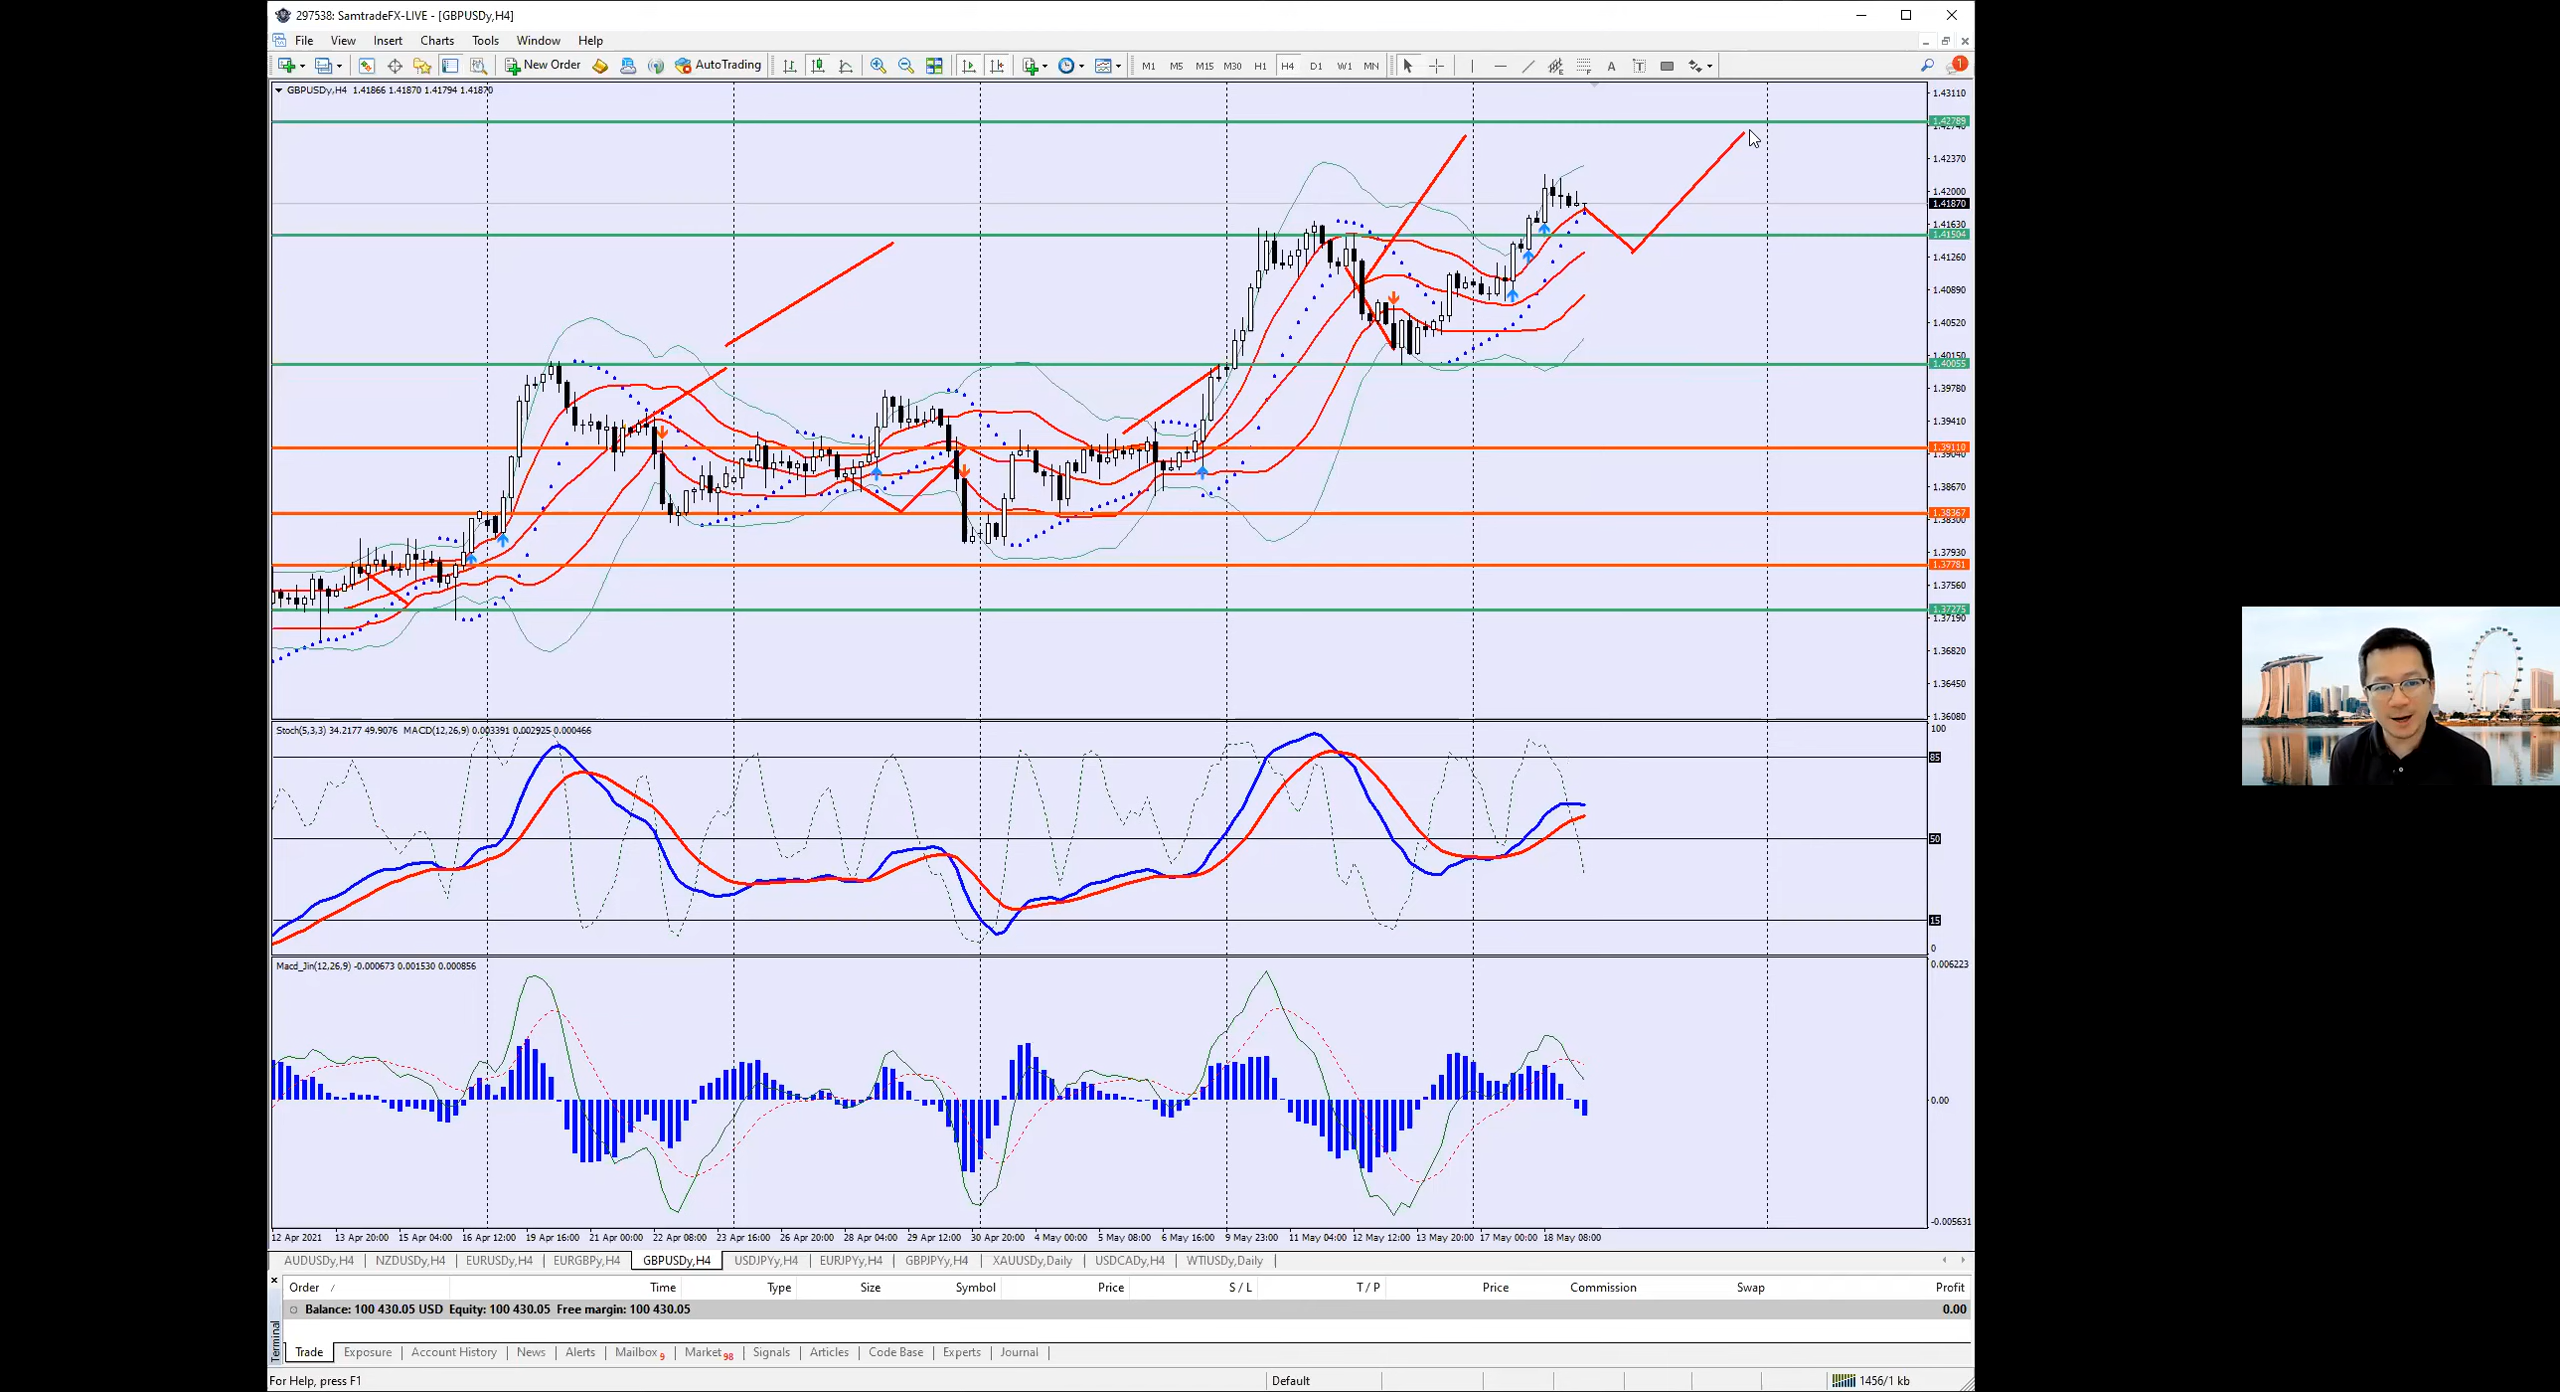 297538: SamtradeFX-LIVE - [GBPUSDy,H4]
File View Insert Charts Tools Window Help
New Order AutoTrading M1 M5 M15 M30 H1 H4 D1 W1 MN A T 1
GBPUSDy,H4 1.41866 1.41870 1.41794 1.41870
1.43110
1.42789
1.42740
1.42370
1.42000
1.41870
1.41630
1.41504
1.41260
1.40890
1.40520
1.40150
1.40055
1.39780
1.39410
1.39110
1.39040
1.38670
1.38367
1.38300
1.37930
1.37781
1.37560
1.37275
1.37190
1.36820
1.36450
1.36080
Stoch(5,3,3) 34.2177 49.9076 MACD(12,26,9) 0.003391 0.002925 0.000466
100
85
50
15
0
Macd_Jin(12,26,9) -0.000673 0.001530 0.000856
0.006223
0.00
-0.005631
12 Apr 2021 13 Apr 20:00 15 Apr 04:00 16 Apr 12:00 19 Apr 16:00 21 Apr 00:00 22 Apr 08:00 23 Apr 16:00 26 Apr 20:00 28 Apr 04:00 29 Apr 12:00 30 Apr 20:00 4 May 00:00 5 May 08:00 6 May 16:00 9 May 23:00 11 May 04:00 12 May 12:00 13 May 20:00 17 May 00:00 18 May 08:00
AUDUSDy,H4 NZDUSDy,H4 EURUSDy,H4 EURGBPy,H4 GBPUSDy,H4 USDJPYy,H4 EURJPYy,H4 GBPJPYy,H4 XAUUSDy,Daily USDCADy,H4 WTIUSDy,Daily
Order / Time Type Size Symbol Price S / L T / P Price Commission Swap Profit
Balance: 100 430.05 USD Equity: 100 430.05 Free margin: 100 430.05 0.00
Terminal
Trade Exposure Account History News Alerts Mailbox 9 Market 98 Signals Articles Code Base Experts Journal
For Help, press F1 Default 1456/1 kb